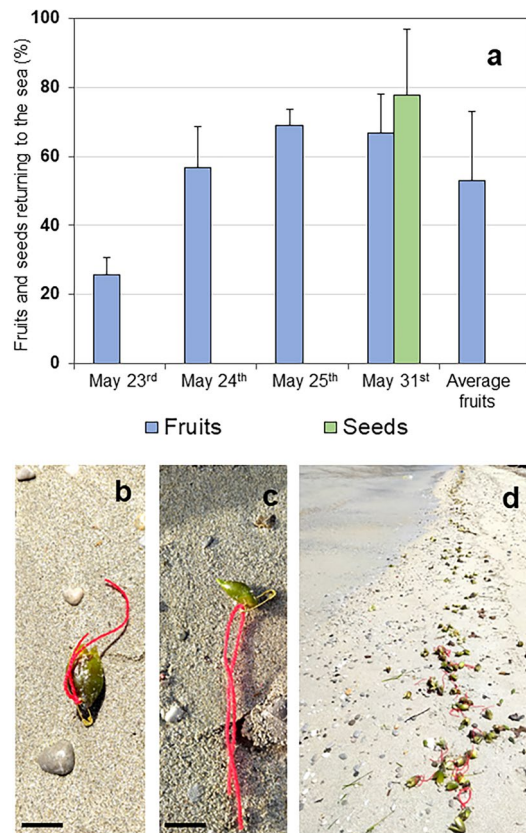 Fruits and seeds returning to the sea (%)
100
80
60
40
20
0
a
May 23rd
May 24th
May 25th
May 31st
Average
fruits
Fruits
Seeds
b
c
d